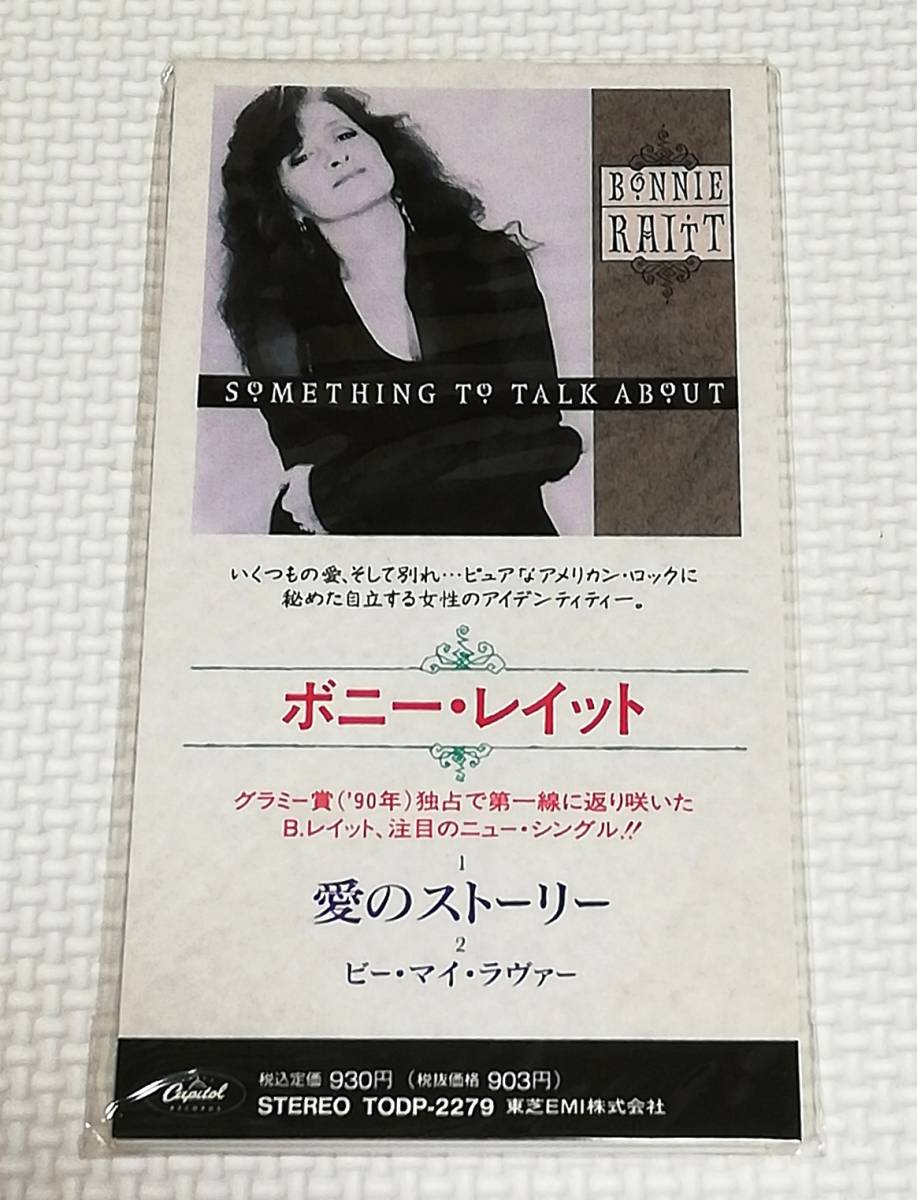 BONNIE
RAITT
SOMETHING TO TALK ABOUT
いくつもの愛、そして別れ…ピュアなアメリカン・ロックに
秘めた自立する女性のアイデンティティー。
ボニー・レイット
グラミー賞('90年)独占で第一線に返り咲いた
B.レイット、注目のニュー・シングル!!
1
愛のストーリー
2
ビー・マイ・ラヴァー
Capitol
RECORDS
税込定価 930円 (税抜価格 903円)
STEREO TODP-2279 東芝EMI株式会社